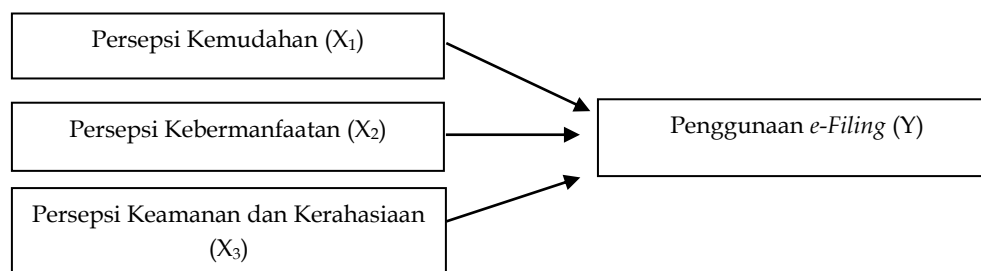 Persepsi Kemudahan (X₁)
Persepsi Kebermanfaatan (X₂)
Penggunaan e-Filing (Y)
Persepsi Keamanan dan Kerahasiaan
(X₃)